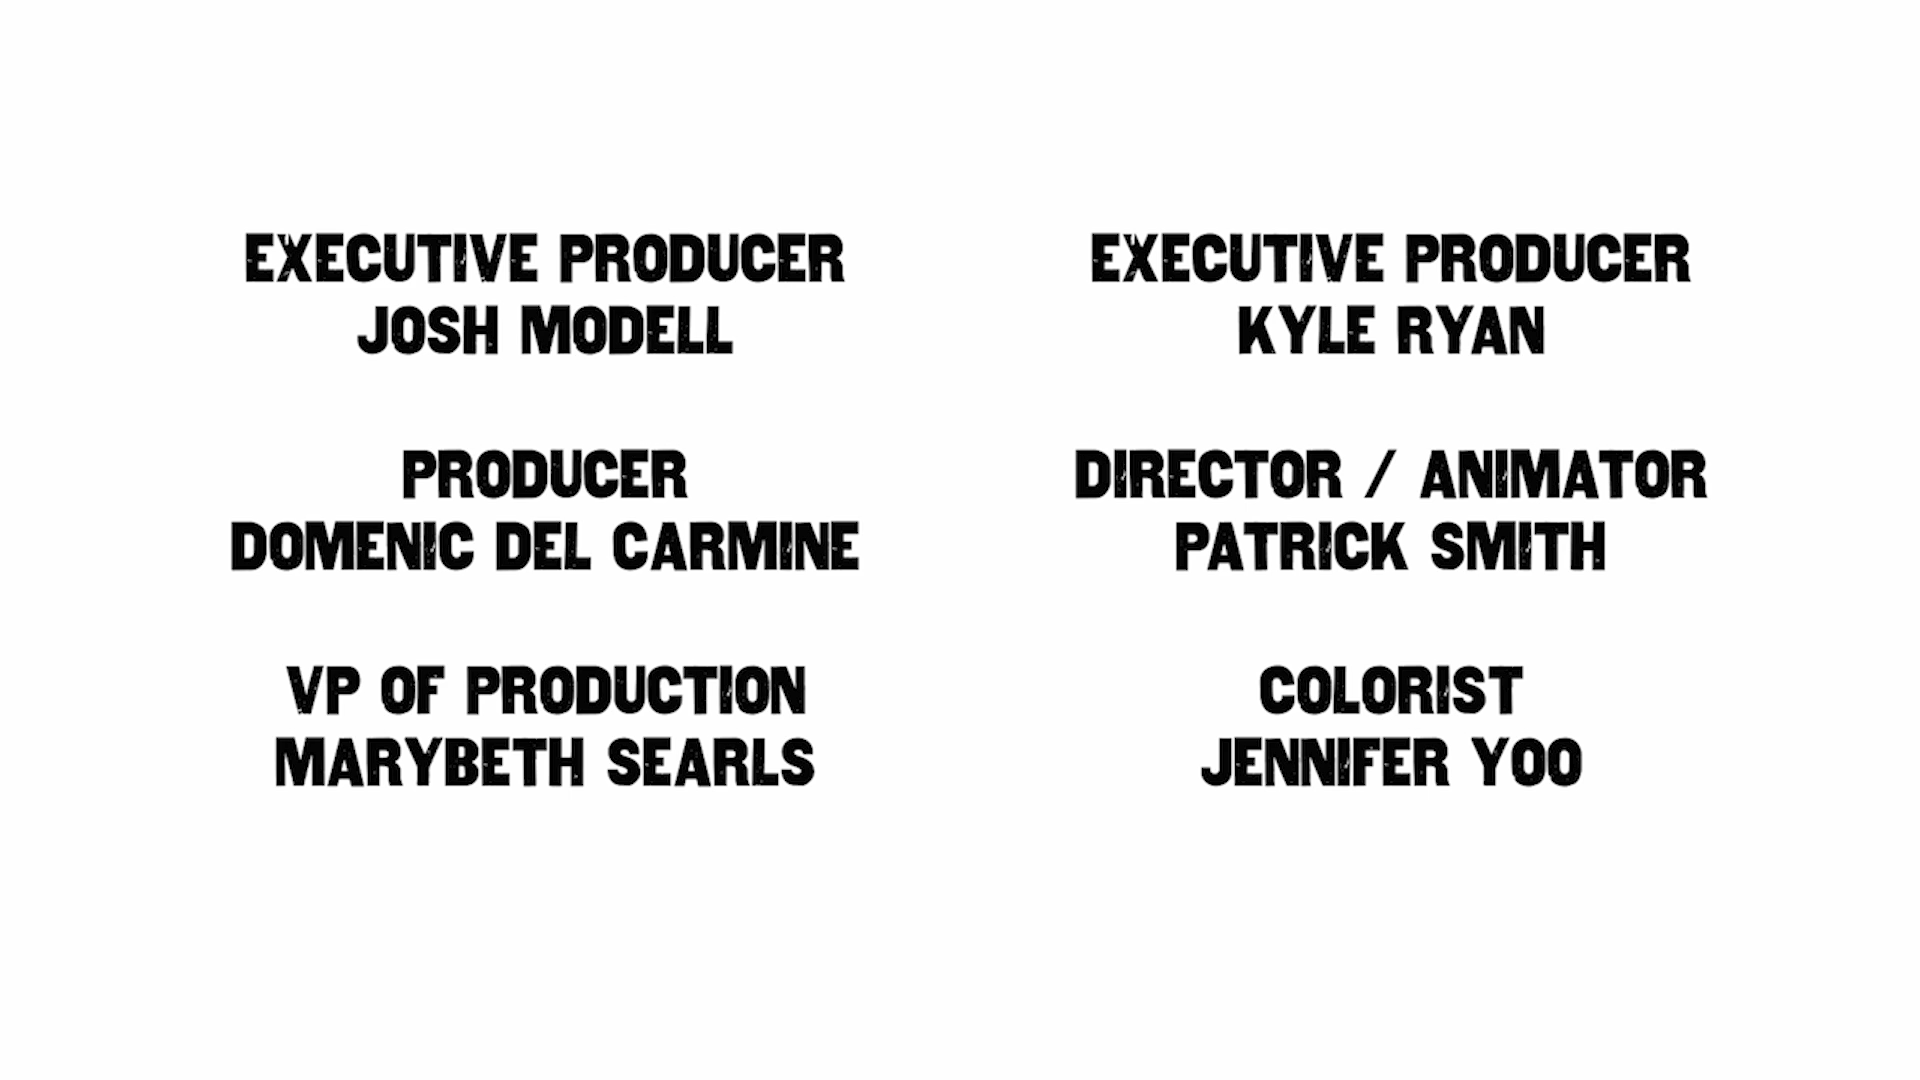 EXECUTIVE PRODUCER
JOSH MODELL
PRODUCER
DOMENIC DEL CARMINE
VP OF PRODUCTION
MARYBETH SEARLS
EXECUTIVE PRODUCER
KYLE RYAN
DIRECTOR / ANIMATOR
PATRICK SMITH
COLORIST
JENNIFER YOO